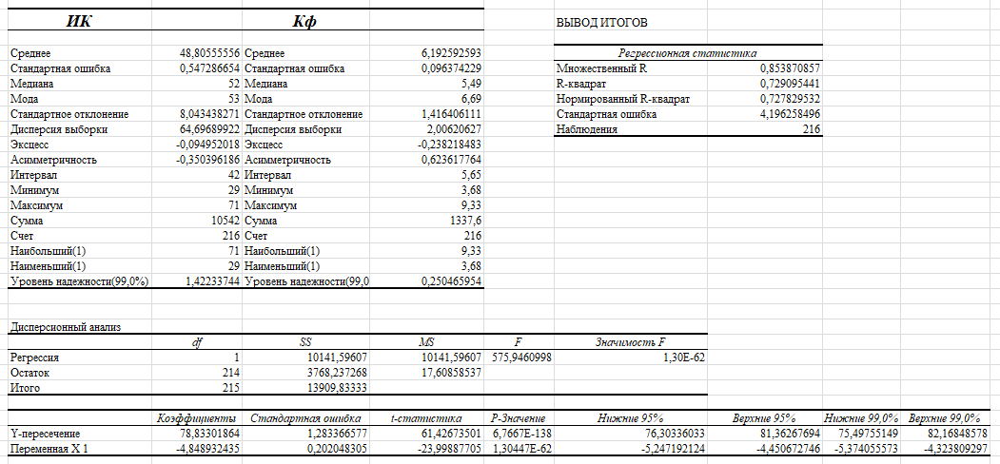 ИК Кф ВЫВОД ИТОГОВ
Среднее 48,80555556 Среднее 6,192592593 Регрессионная статистика
Стандартная ошибка 0,547286654 Стандартная ошибка 0,096374229 Множественный R 0,853870857
Медиана 52 Медиана 5,49 R-квадрат 0,729095441
Мода 53 Мода 6,69 Нормированный R-квадрат 0,727829532
Стандартное отклонение 8,043438271 Стандартное отклонение 1,416406111 Стандартная ошибка 4,196258496
Дисперсия выборки 64,69689922 Дисперсия выборки 2,00620627 Наблюдения 216
Эксцесс -0,094952018 Эксцесс -0,238218483
Асимметричность -0,350396186 Асимметричность 0,623617764
Интервал 42 Интервал 5,65
Минимум 29 Минимум 3,68
Максимум 71 Максимум 9,33
Сумма 10542 Сумма 1337,6
Счет 216 Счет 216
Наибольший(1) 71 Наибольший(1) 9,33
Наименьший(1) 29 Наименьший(1) 3,68
Уровень надежности(99,0%) 1,42233744 Уровень надежности(99,0 0,250465954
Дисперсионный анализ
df SS MS F Значимость F
Регрессия 1 10141,59607 10141,59607 575,9460998 1,30E-62
Остаток 214 3768,237268 17,60858537
Итого 215 13909,83333
Коэффициенты Стандартная ошибка t-статистика P-Значение Нижние 95% Верхние 95% Нижние 99,0% Верхние 99,0%
Y-пересечение 78,83301864 1,283366577 61,42673501 6,7667E-138 76,30336033 81,36267694 75,49755149 82,16848578
Переменная X 1 -4,848932435 0,202048305 -23,99887705 1,30447E-62 -5,247192124 -4,450672746 -5,374055573 -4,323809297